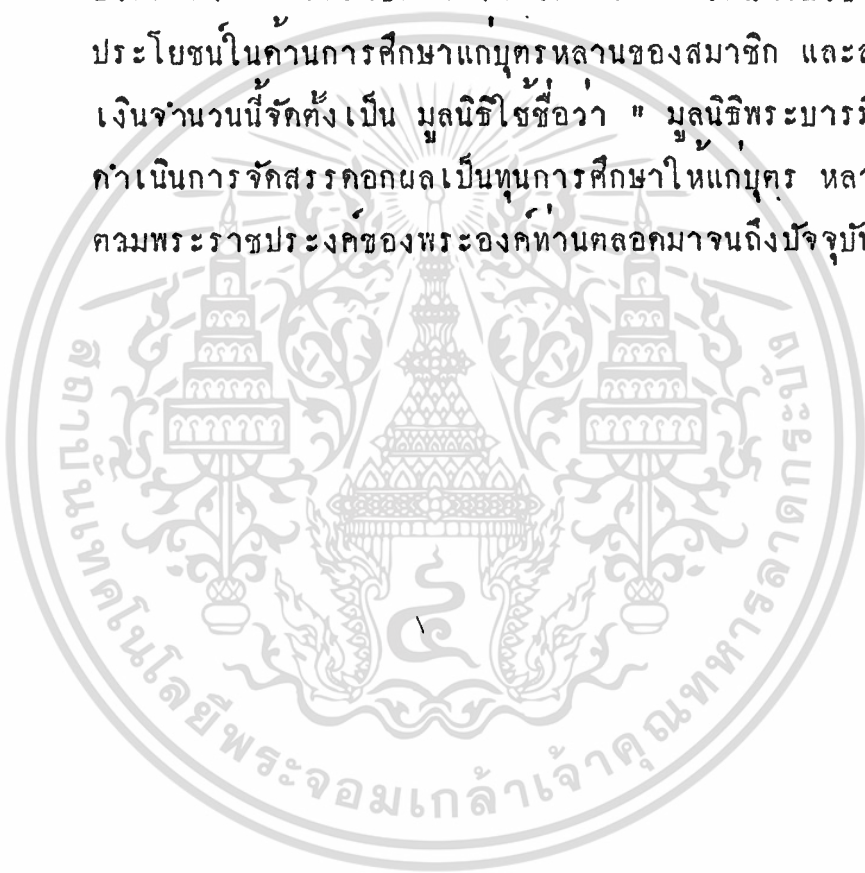 ประโยชน์ในด้านการศึกษาแก่บุตรหลานของสมาชิก และส
เงินจำนวนนี้จัดตั้งเป็น มูลนิธิใช้ชื่อว่า " มูลนิธิพระบารร
ดำเนินการจัดสรรดอกผลเป็นทุนการศึกษาให้แก่บุตร หลา
ตามพระราชประงค์ของพระองค์ท่านตลอดมาจนถึงปัจจุบั
สถาบันเทคโนโลยีพระจอมเกล้าเจ้าคุณทหารลาดกระบัง
๔